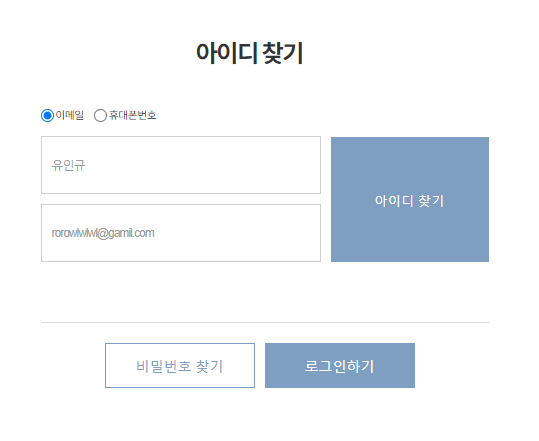 아이디 찾기
이메일 휴대폰번호
유인규
아이디 찾기
rorowlwlwl@gamil.com
비밀번호 찾기 로그인하기